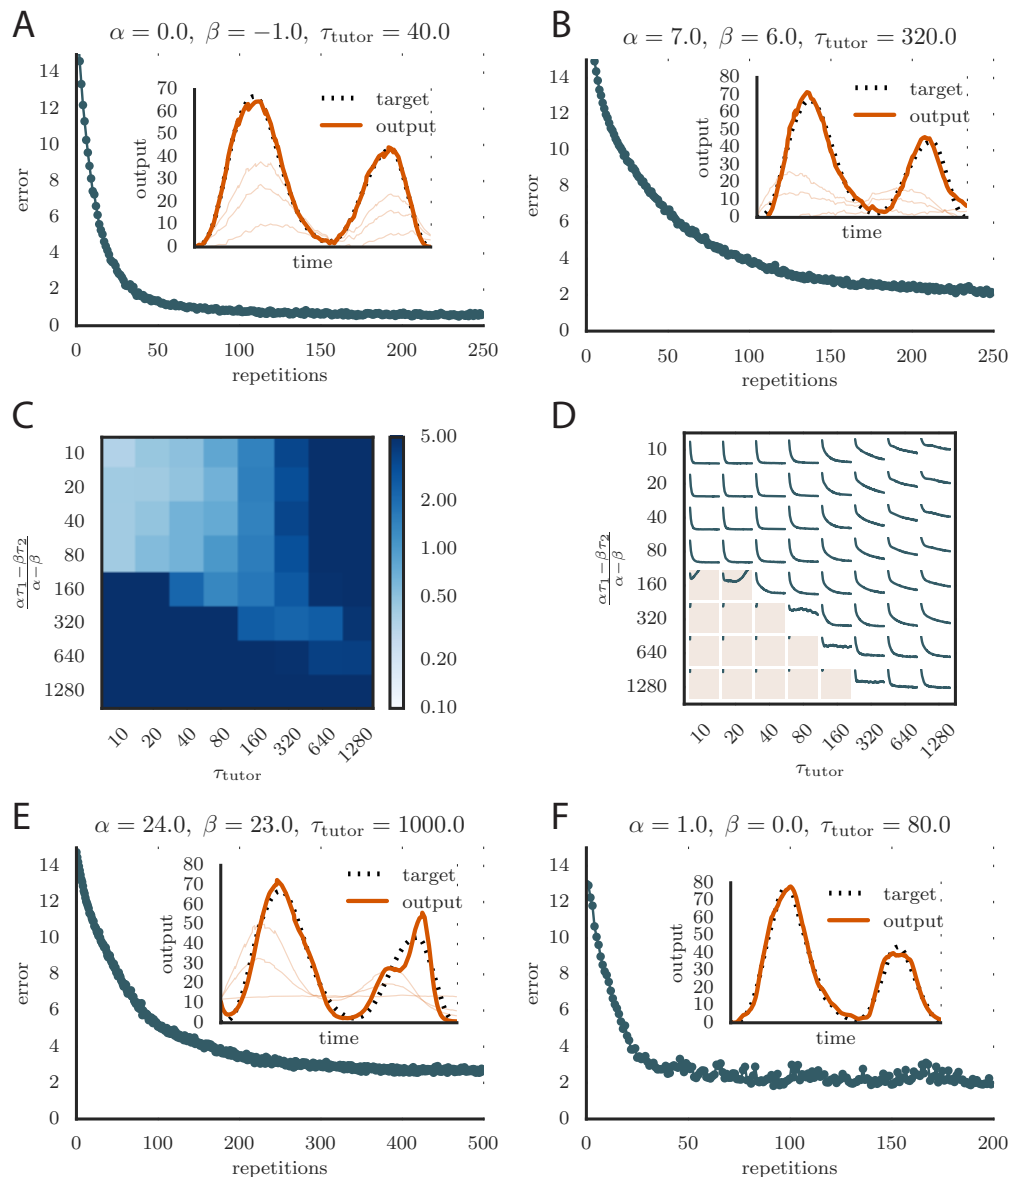 A
α = 0.0, β = −1.0, τtutor = 40.0
error
14
12
10
8
6
4
2
0
0 50 100 150 200 250
repetitions
output
70
60
50
40
30
20
10
0
time
target
output
B
α = 7.0, β = 6.0, τtutor = 320.0
error
14
12
10
8
6
4
2
0
0 50 100 150 200 250
repetitions
output
80
70
60
50
40
30
20
10
0
time
target
output
C
(ατ1 − βτ2)/(α − β)
10
20
40
80
160
320
640
1280
10 20 40 80 160 320 640 1280
τtutor
5.00
2.00
1.00
0.50
0.20
0.10
D
(ατ1 − βτ2)/(α − β)
10
20
40
80
160
320
640
1280
10 20 40 80 160 320 640 1280
τtutor
E
α = 24.0, β = 23.0, τtutor = 1000.0
error
14
12
10
8
6
4
2
0
0 100 200 300 400 500
repetitions
output
80
70
60
50
40
30
20
10
0
time
target
output
F
α = 1.0, β = 0.0, τtutor = 80.0
error
14
12
10
8
6
4
2
0
0 50 100 150 200
repetitions
output
80
70
60
50
40
30
20
10
0
time
target
output